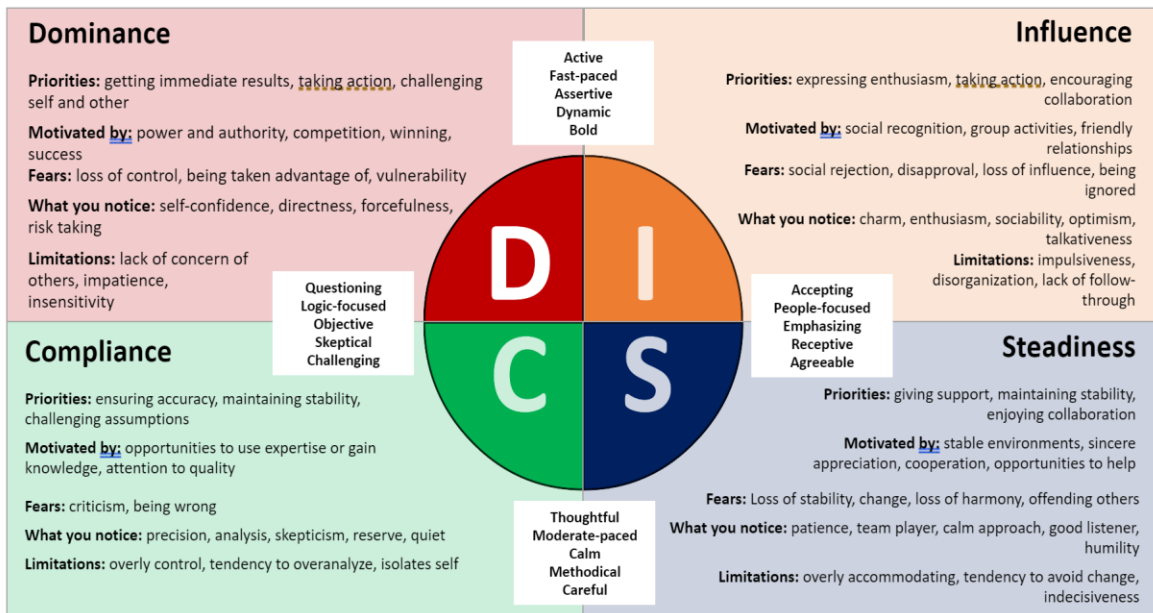 Dominance
Priorities: getting immediate results, taking action, challenging
self and other
Motivated by: power and authority, competition, winning,
success
Fears: loss of control, being taken advantage of, vulnerability
What you notice: self-confidence, directness, forcefulness,
risk taking
Limitations: lack of concern of
others, impatience,
insensitivity
Active
Fast-paced
Assertive
Dynamic
Bold
Influence
Priorities: expressing enthusiasm, taking action, encouraging
collaboration
Motivated by: social recognition, group activities, friendly
relationships
Fears: social rejection, disapproval, loss of influence, being
ignored
What you notice: charm, enthusiasm, sociability, optimism,
talkativeness
Limitations: impulsiveness,
disorganization, lack of follow-
through
D
I
Questioning
Logic-focused
Objective
Skeptical
Challenging
Accepting
People-focused
Emphasizing
Receptive
Agreeable
C
S
Compliance
Priorities: ensuring accuracy, maintaining stability,
challenging assumptions
Motivated by: opportunities to use expertise or gain
knowledge, attention to quality
Fears: criticism, being wrong
What you notice: precision, analysis, skepticism, reserve, quiet
Limitations: overly control, tendency to overanalyze, isolates self
Thoughtful
Moderate-paced
Calm
Methodical
Careful
Steadiness
Priorities: giving support, maintaining stability,
enjoying collaboration
Motivated by: stable environments, sincere
appreciation, cooperation, opportunities to help
Fears: Loss of stability, change, loss of harmony, offending others
What you notice: patience, team player, calm approach, good listener,
humility
Limitations: overly accommodating, tendency to avoid change,
indecisiveness